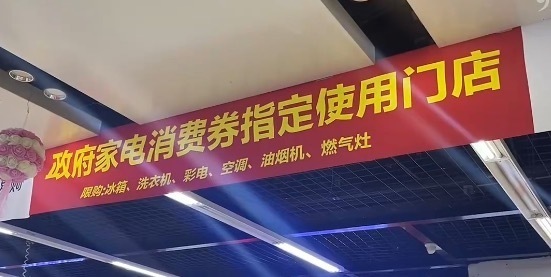 政府家电消费券指定使用门店
限购:冰箱、洗衣机、彩电、空调、油烟机、燃气灶